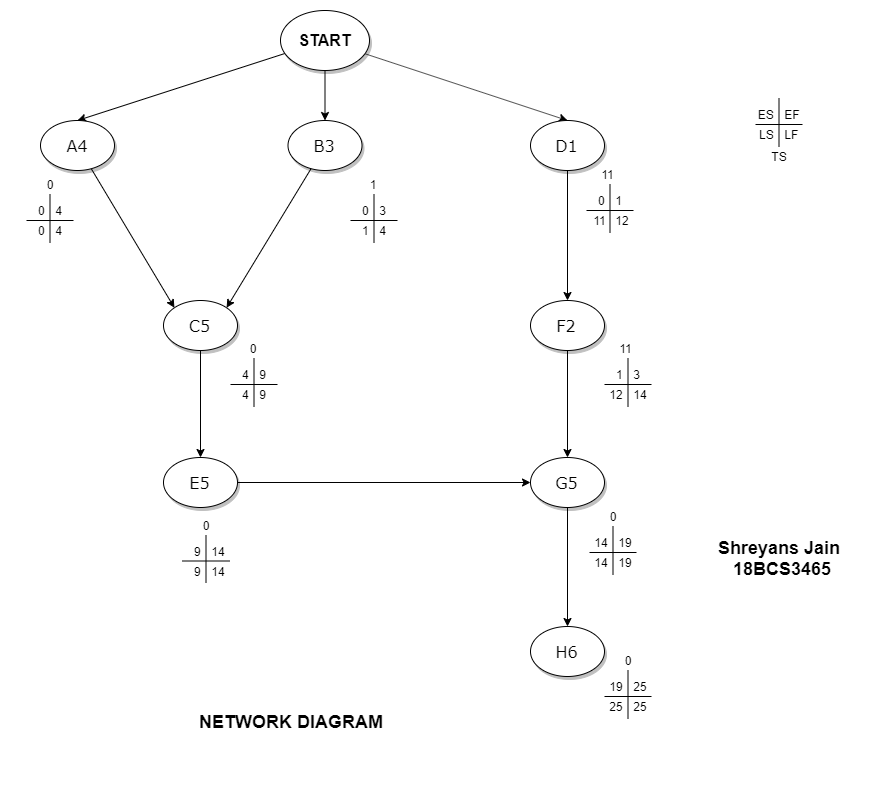 START
A4
B3
D1
ES EF
LS LF
TS
0
0 4
0 4
1
0 3
1 4
11
0 1
11 12
C5
F2
0
4 9
4 9
11
1 3
12 14
E5
G5
0
9 14
9 14
0
14 19
14 19
Shreyans Jain
18BCS3465
H6
0
19 25
25 25
NETWORK DIAGRAM